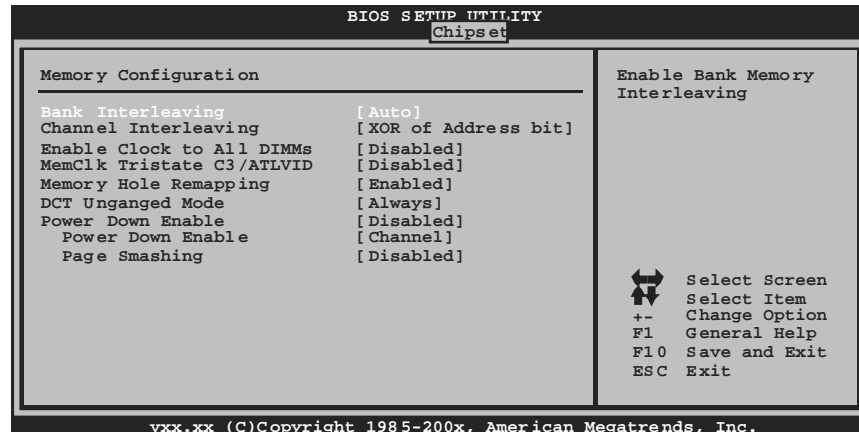 BIOS SETUP UTILITY
Chipset
Memory Configuration
Bank Interleaving [Auto]
Channel Interleaving [XOR of Address bit]
Enable Clock to All DIMMs [Disabled]
MemClk Tristate C3/ATLVID [Disabled]
Memory Hole Remapping [Enabled]
DCT Unganged Mode [Always]
Power Down Enable [Disabled]
Power Down Enable [Channel]
Page Smashing [Disabled]
Enable Bank Memory
Interleaving
Select Screen
Select Item
+- Change Option
F1 General Help
F10 Save and Exit
ESC Exit
vxx.xx (C)Copyright 1985-200x, American Megatrends, Inc.